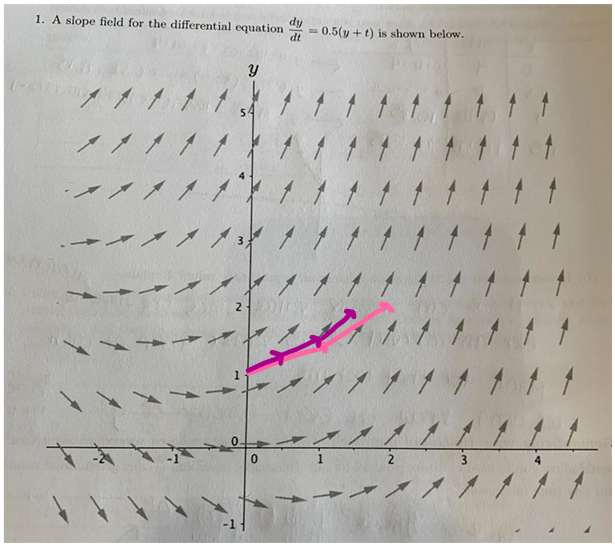 1. A slope field for the differential equation dy/dt = 0.5(y + t) is shown below.
y
5
4
3
2
1
0
-2 -1 0 1 2 3 4
-1